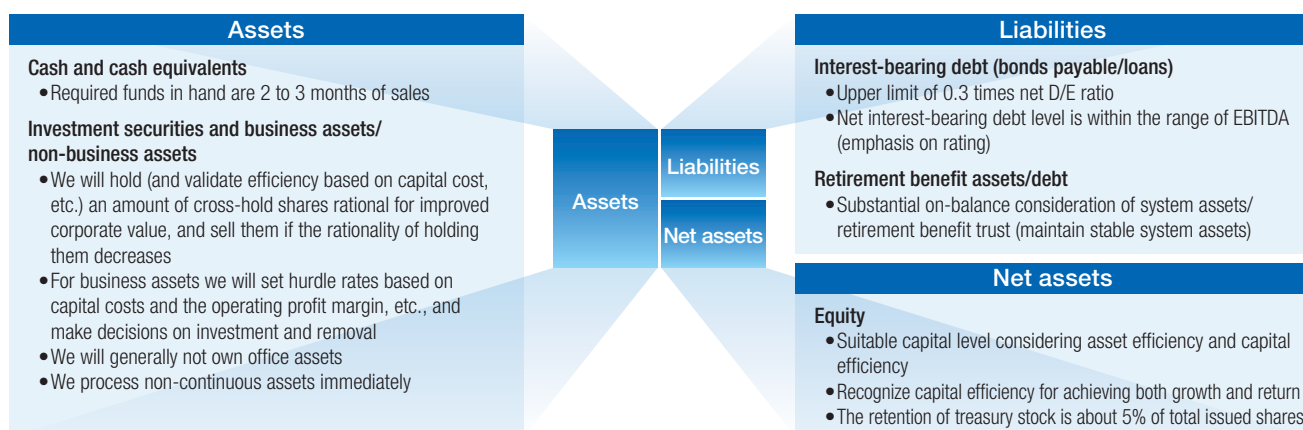 Assets
Cash and cash equivalents
•Required funds in hand are 2 to 3 months of sales
Investment securities and business assets/
non-business assets
•We will hold (and validate efficiency based on capital cost,
etc.) an amount of cross-hold shares rational for improved
corporate value, and sell them if the rationality of holding
them decreases
•For business assets we will set hurdle rates based on
capital costs and the operating profit margin, etc., and
make decisions on investment and removal
•We will generally not own office assets
•We process non-continuous assets immediately
Assets
Liabilities
Net assets
Liabilities
Interest-bearing debt (bonds payable/loans)
•Upper limit of 0.3 times net D/E ratio
•Net interest-bearing debt level is within the range of EBITDA
(emphasis on rating)
Retirement benefit assets/debt
•Substantial on-balance consideration of system assets/
retirement benefit trust (maintain stable system assets)
Net assets
Equity
•Suitable capital level considering asset efficiency and capital
efficiency
•Recognize capital efficiency for achieving both growth and return
•The retention of treasury stock is about 5% of total issued shares